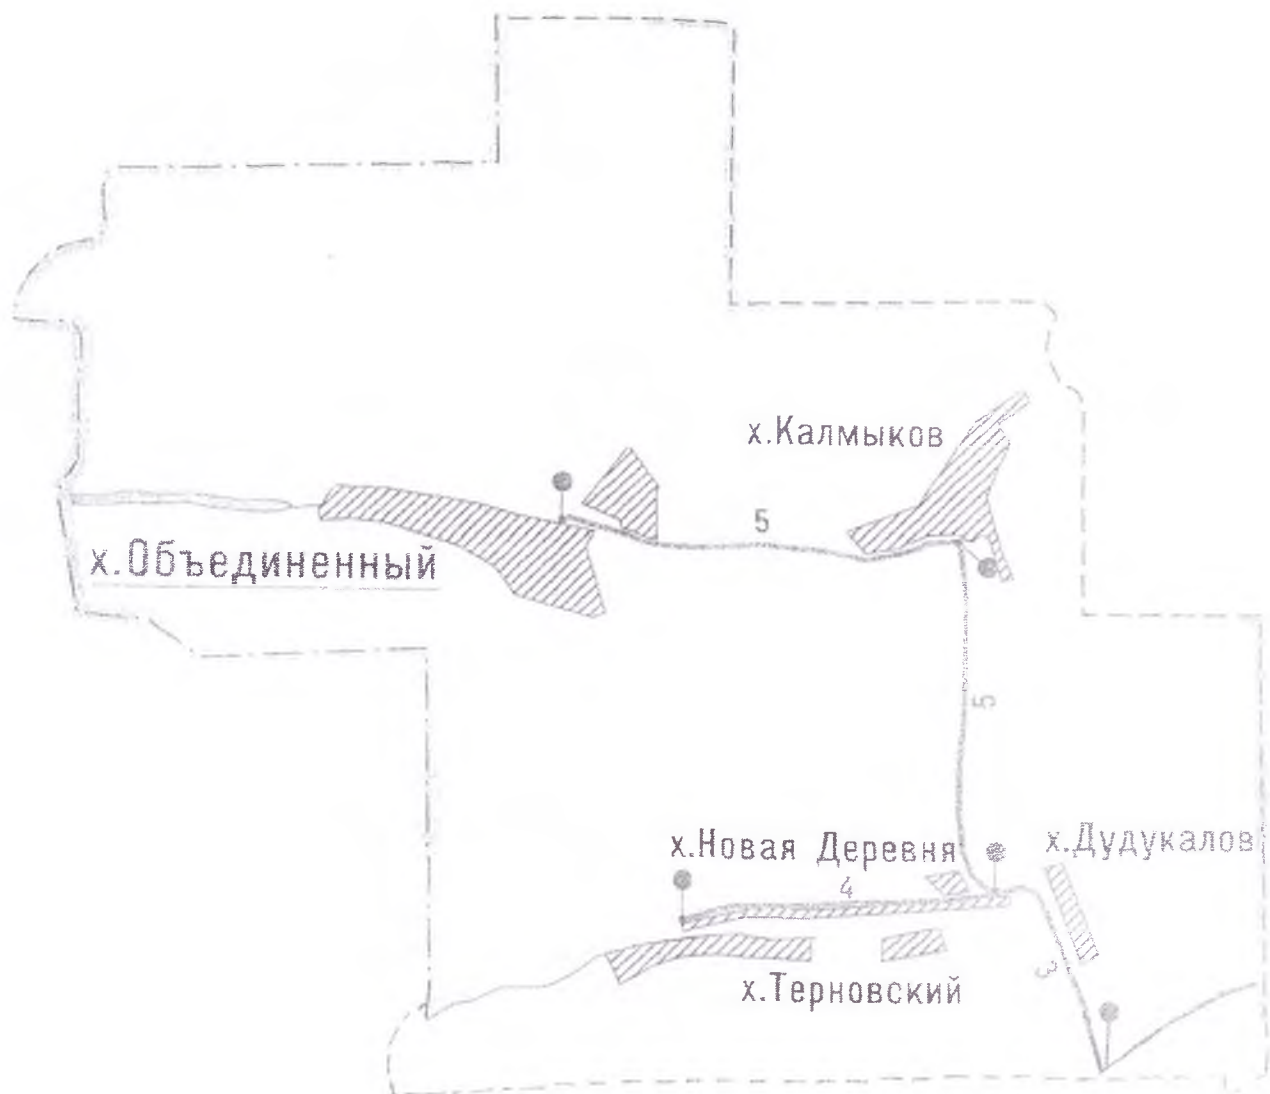 х.Калмыков
5
х.Объединенный
5
х.Новая Деревня
х.Дудукалов
4
х.Терновский
3